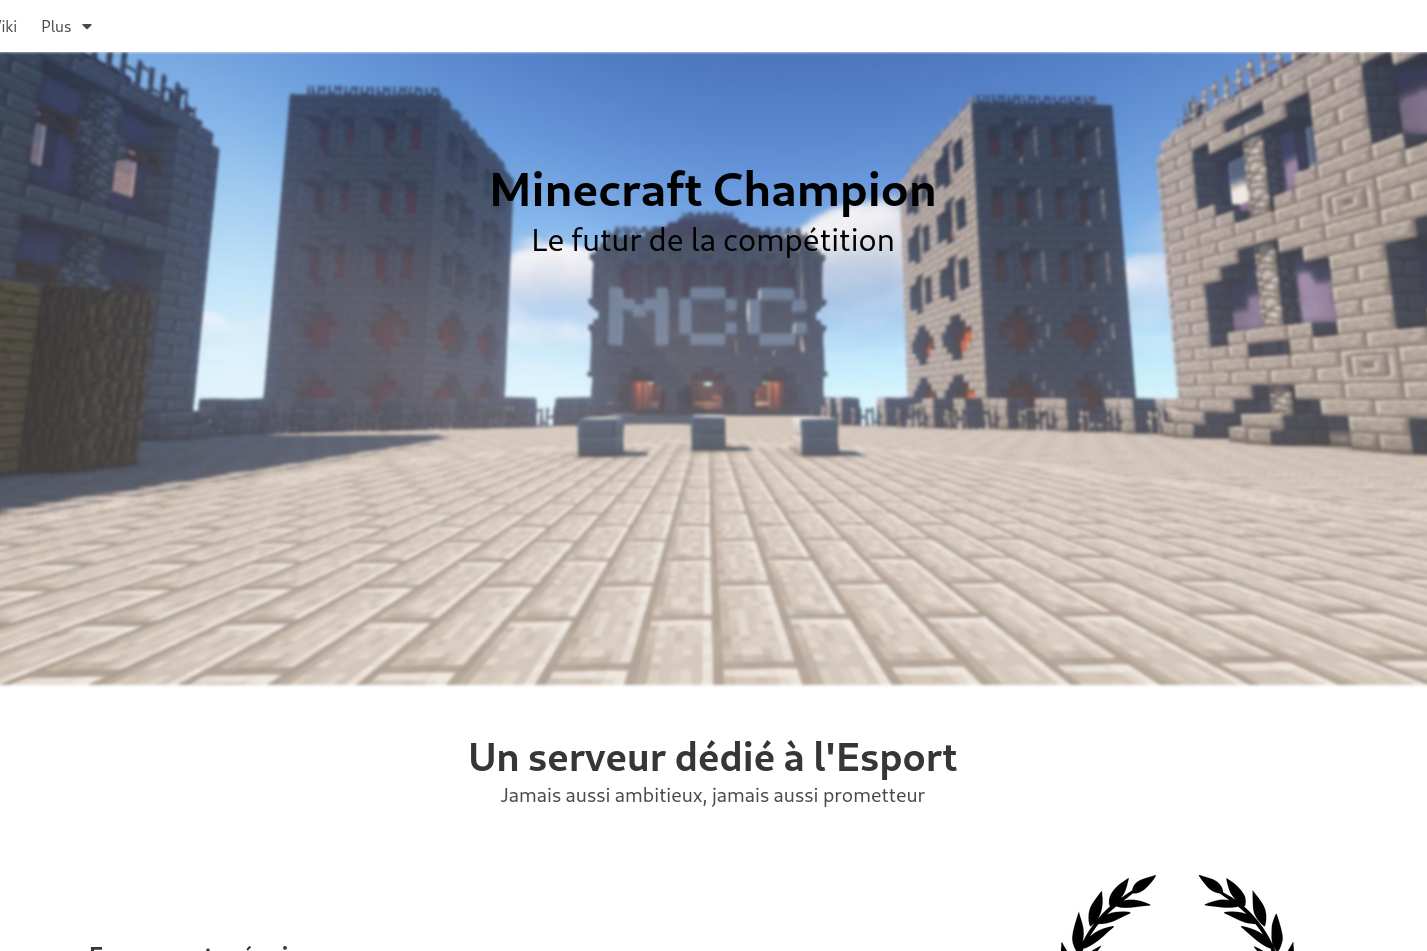 Plus
Minecraft Champion
Le futur de la compétition
MCC
Un serveur dédié à l'Esport
Jamais aussi ambitieux, jamais aussi prometteur